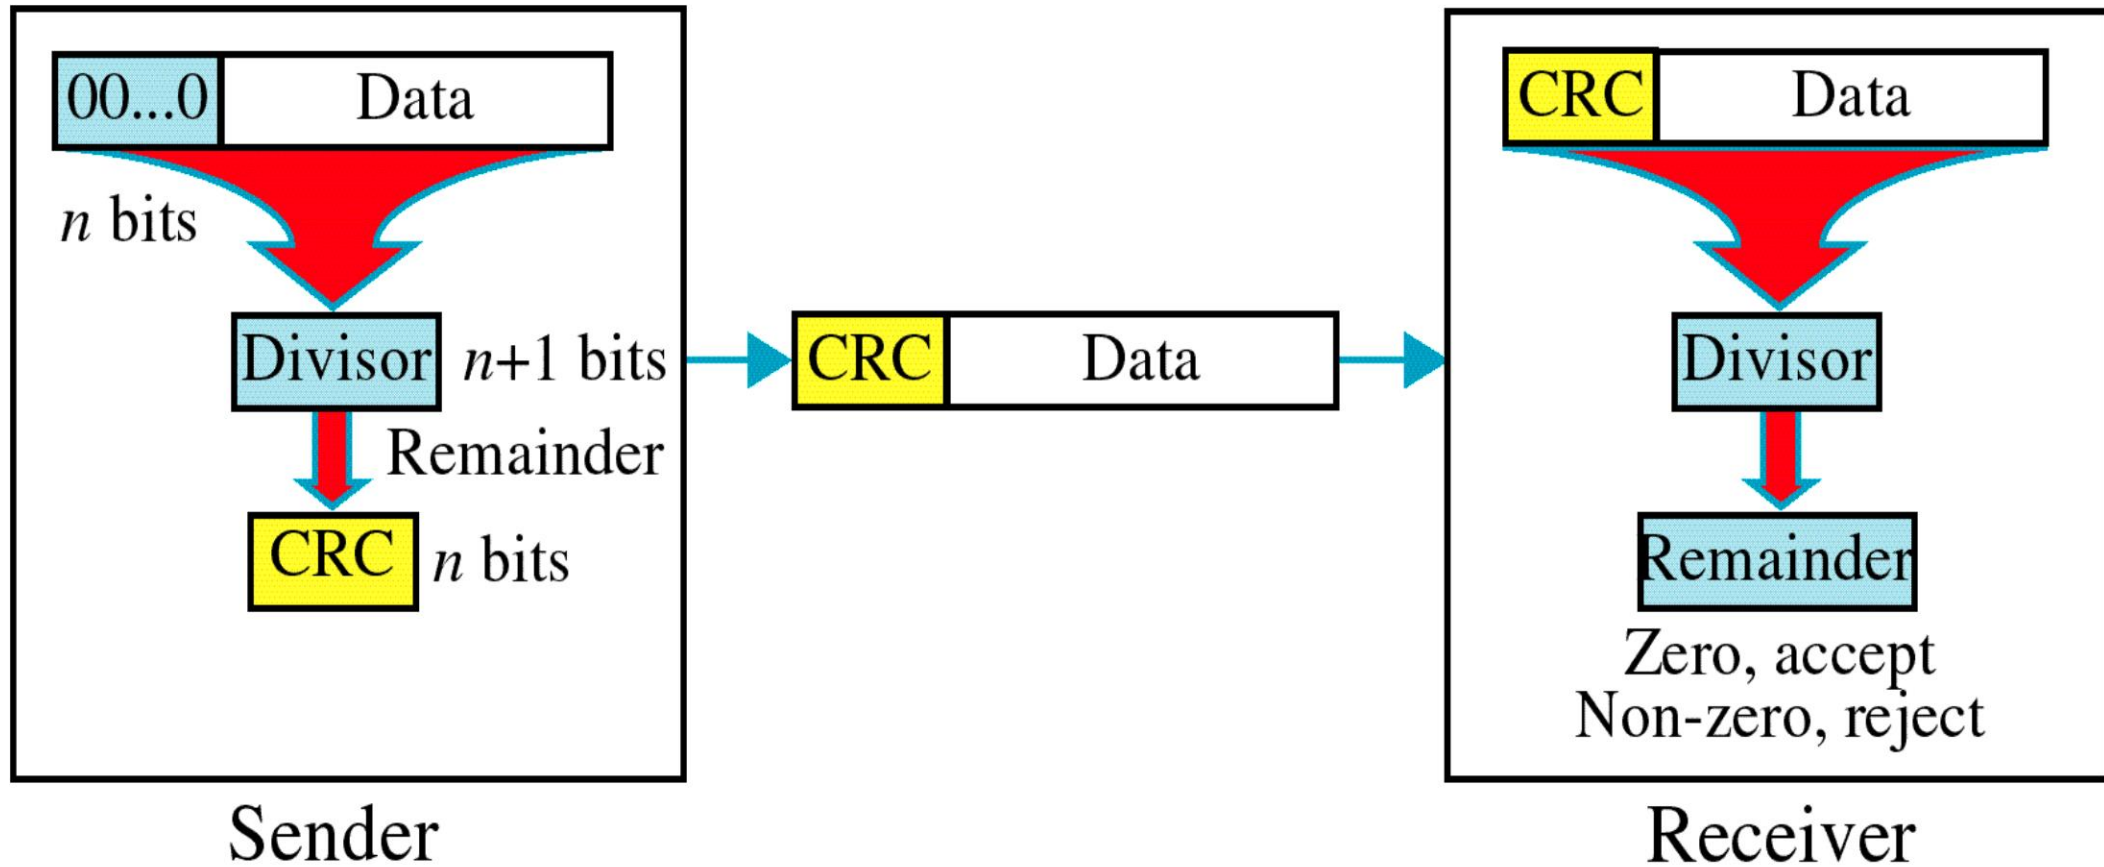 00...0 Data
n bits
Divisor n+1 bits
Remainder
CRC n bits
Sender
CRC Data
CRC Data
Divisor
Remainder
Zero, accept
Non-zero, reject
Receiver